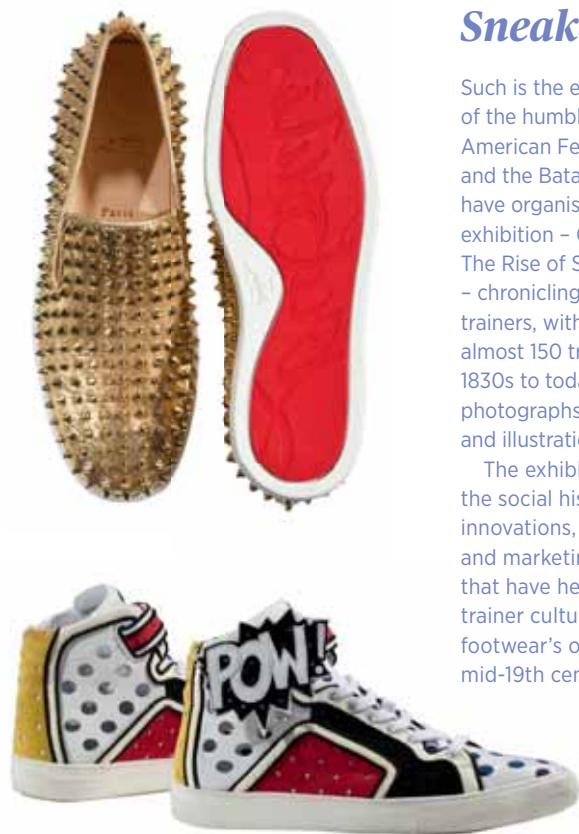 Sneak
Such is the e
of the humbl
American Fe
and the Bata
have organis
exhibition –
The Rise of S
– chronicling
trainers, with
almost 150 tr
1830s to toda
photographs
and illustratio
The exhibi
the social his
innovations,
and marketin
that have he
trainer cultu
footwear's o
mid-19th cen
Paris
POW!